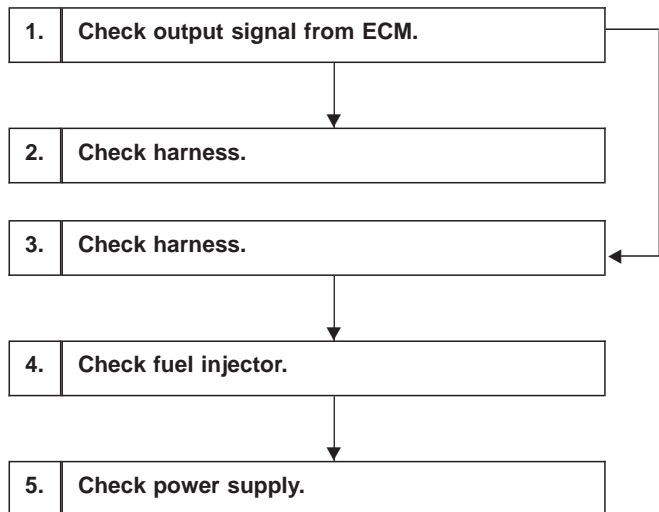 1. Check output signal from ECM.
2. Check harness.
3. Check harness.
4. Check fuel injector.
5. Check power supply.